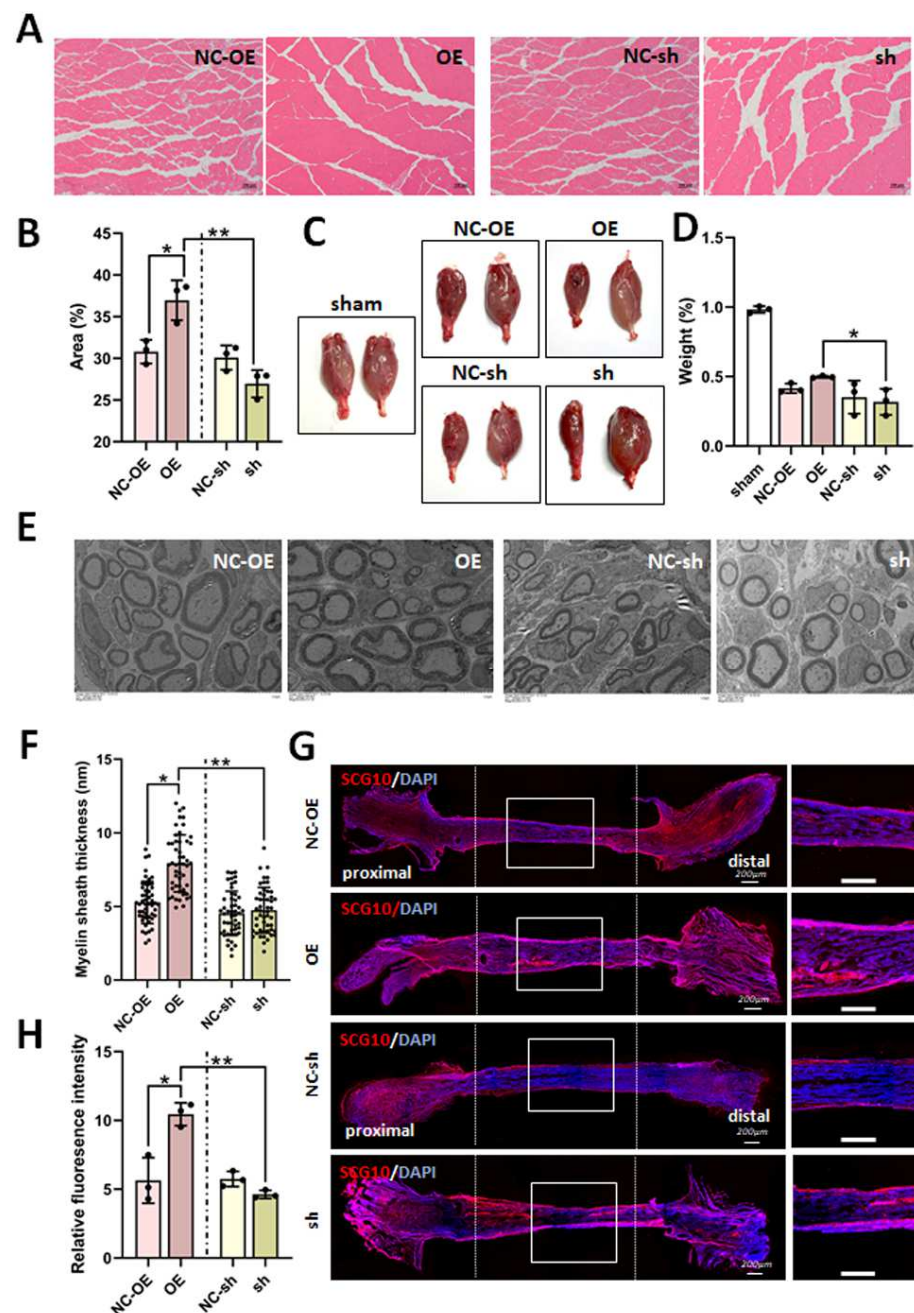 A
NC-OE
OE
NC-sh
sh
B
Area (%)
45
40
35
30
25
20
*
**
NC-OE
OE
NC-sh
sh
C
sham
NC-OE
OE
NC-sh
sh
D
Weight (%)
1.5
1.0
0.5
0.0
*
sham
NC-OE
OE
NC-sh
sh
E
NC-OE
OE
NC-sh
sh
F
Myelin sheath thickness (nm)
15
10
5
0
*
**
NC-OE
OE
NC-sh
sh
G
NC-OE
SCG10/DAPI
proximal
distal
200μm
OE
SCG10/DAPI
200μm
NC-sh
SCG10/DAPI
proximal
distal
200μm
sh
SCG10/DAPI
200μm
H
Relative fluoresence intensity
15
10
5
0
*
**
NC-OE
OE
NC-sh
sh